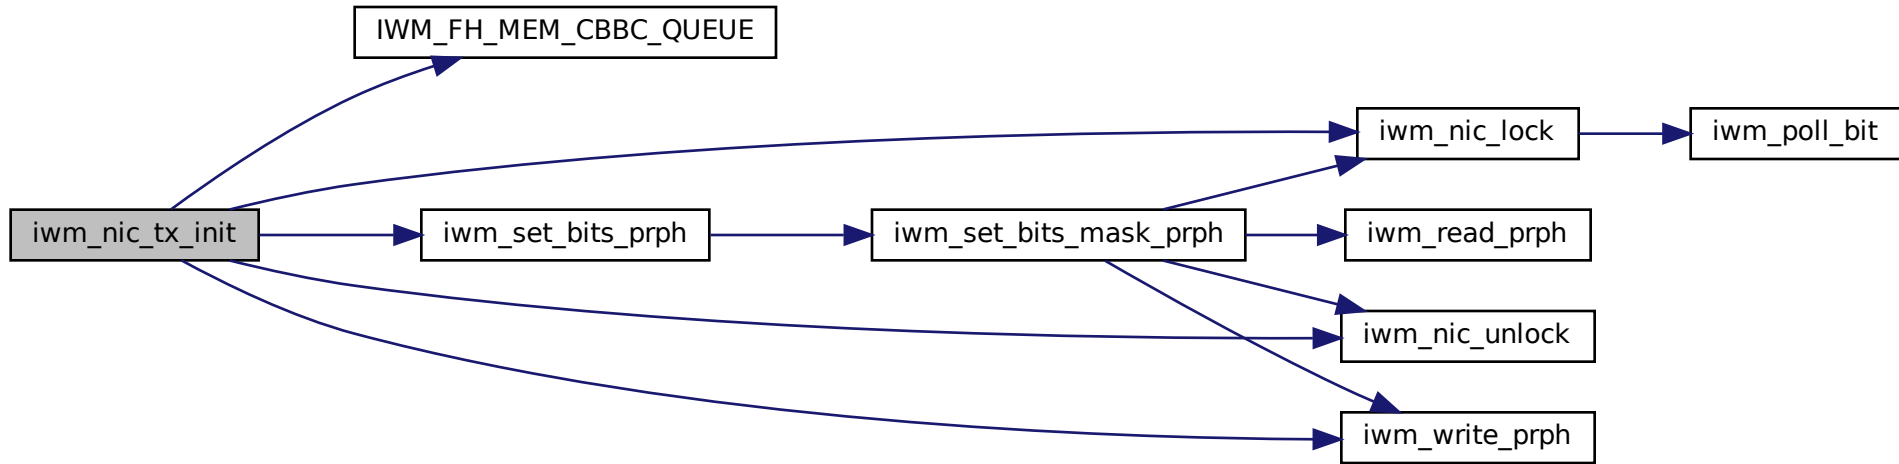 IWM_FH_MEM_CBBC_QUEUE
iwm_nic_lock
iwm_poll_bit
iwm_nic_tx_init
iwm_set_bits_prph
iwm_set_bits_mask_prph
iwm_read_prph
iwm_nic_unlock
iwm_write_prph